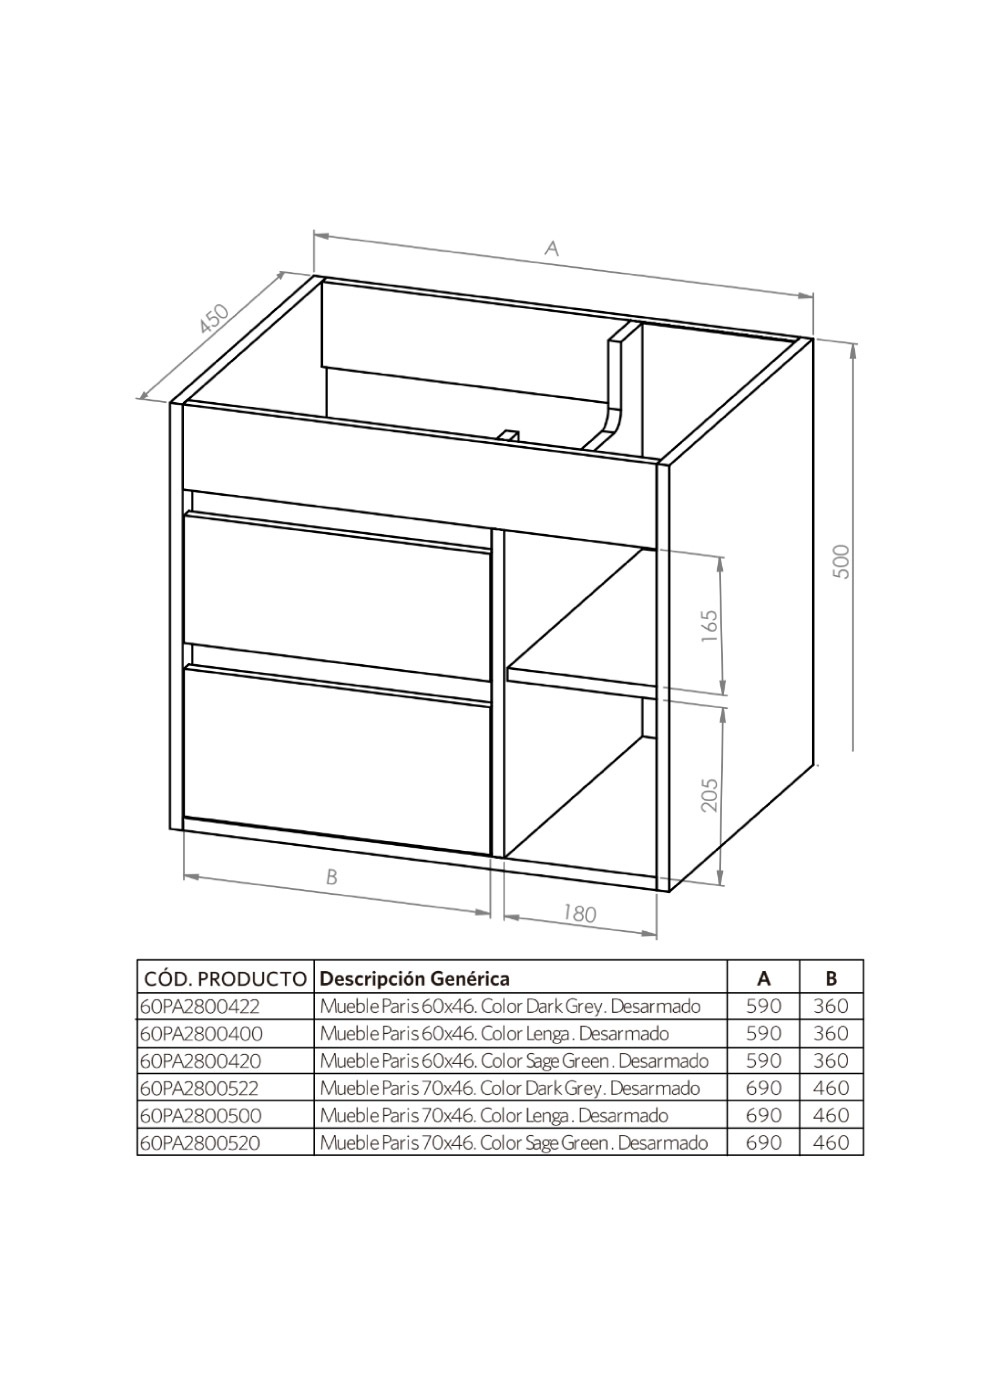 A
450
500
165
205
B
180
CÓD. PRODUCTO Descripción Genérica A B
60PA2800422 Mueble Paris 60x46. Color Dark Grey. Desarmado 590 360
60PA2800400 Mueble Paris 60x46. Color Lenga. Desarmado 590 360
60PA2800420 Mueble Paris 60x46. Color Sage Green. Desarmado 590 360
60PA2800522 Mueble Paris 70x46. Color Dark Grey. Desarmado 690 460
60PA2800500 Mueble Paris 70x46. Color Lenga. Desarmado 690 460
60PA2800520 Mueble Paris 70x46. Color Sage Green. Desarmado 690 460